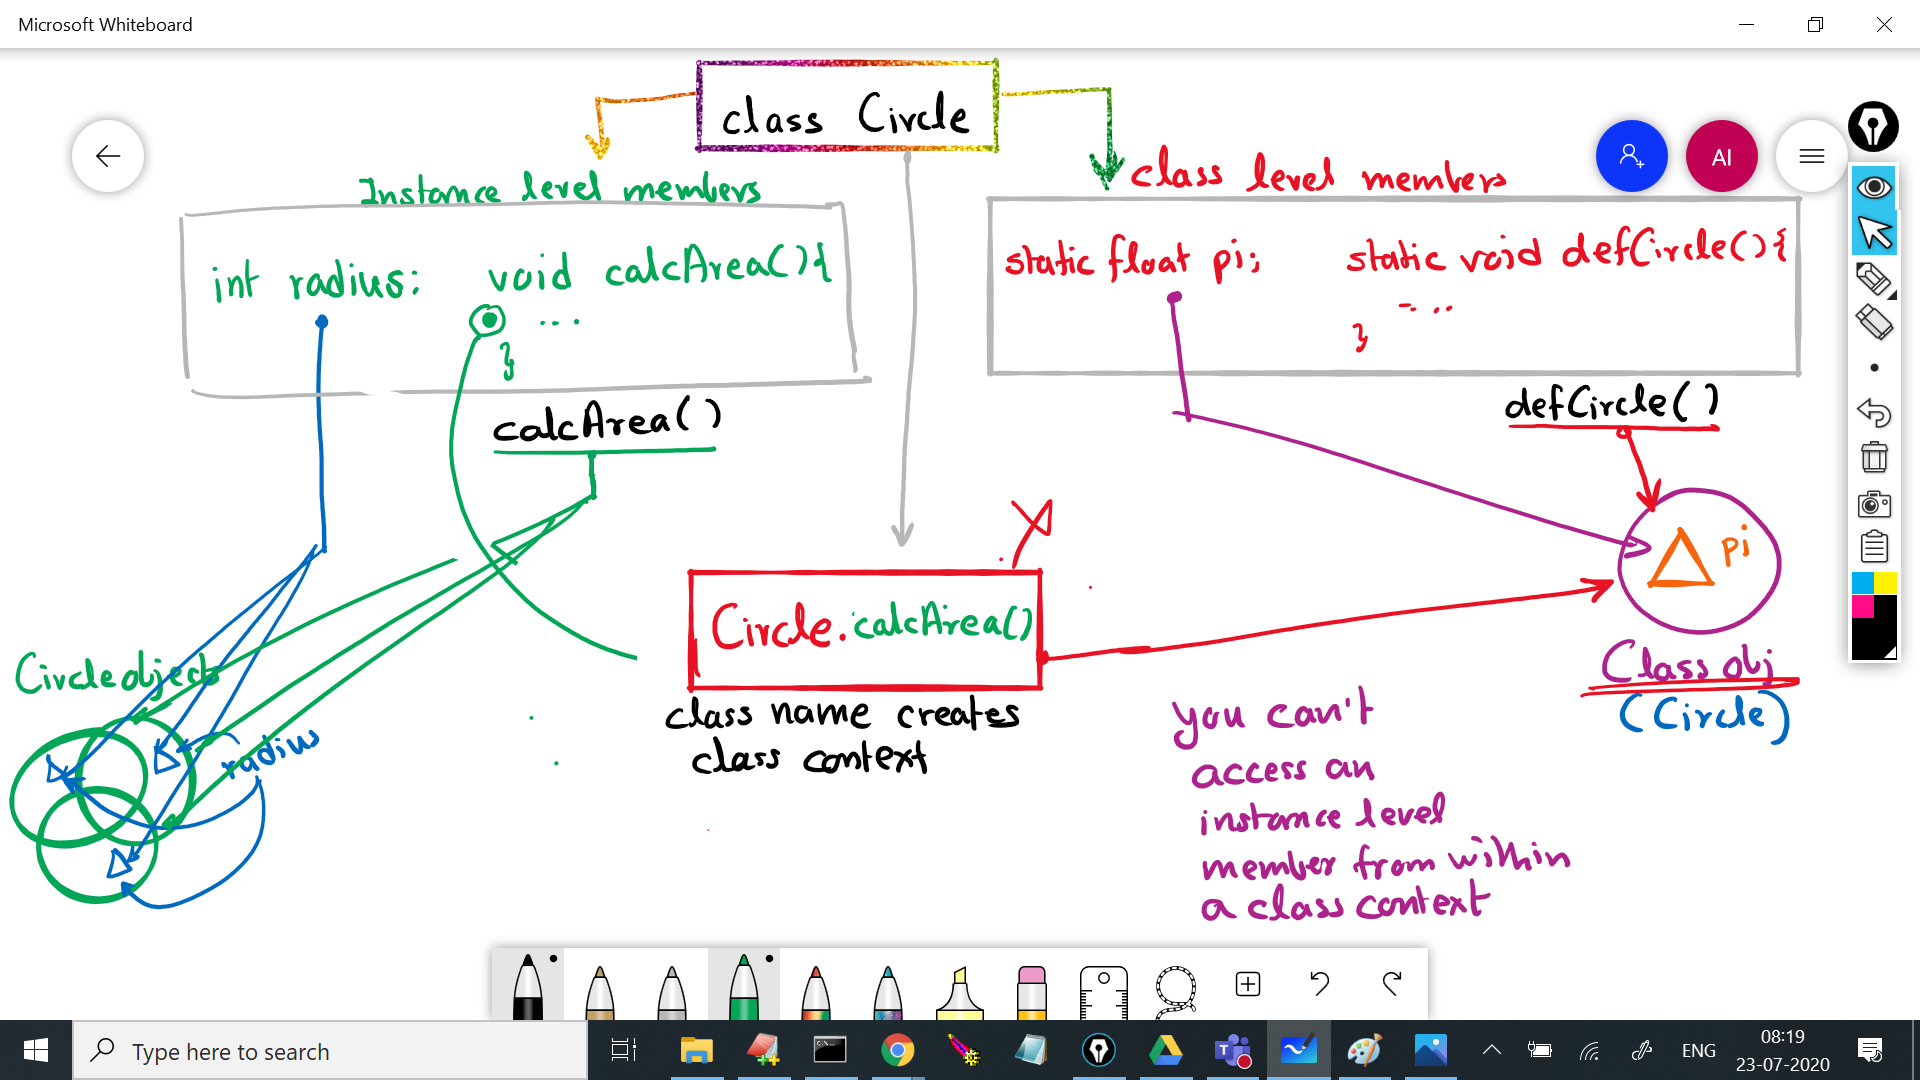 Microsoft Whiteboard
class Circle
Instance level members
class level members
AI
int radius: void calcArea(){
...
}
static float pi; static void defCircle(){
-...
}
calcArea()
defCircle()
pi
Circle.calcArea()
Class obj
(Circle)
Circle objects
radius
class name creates
class context
you can't
access an
instance level
member from within
a class context
Type here to search
ENG
08:19
23-07-2020